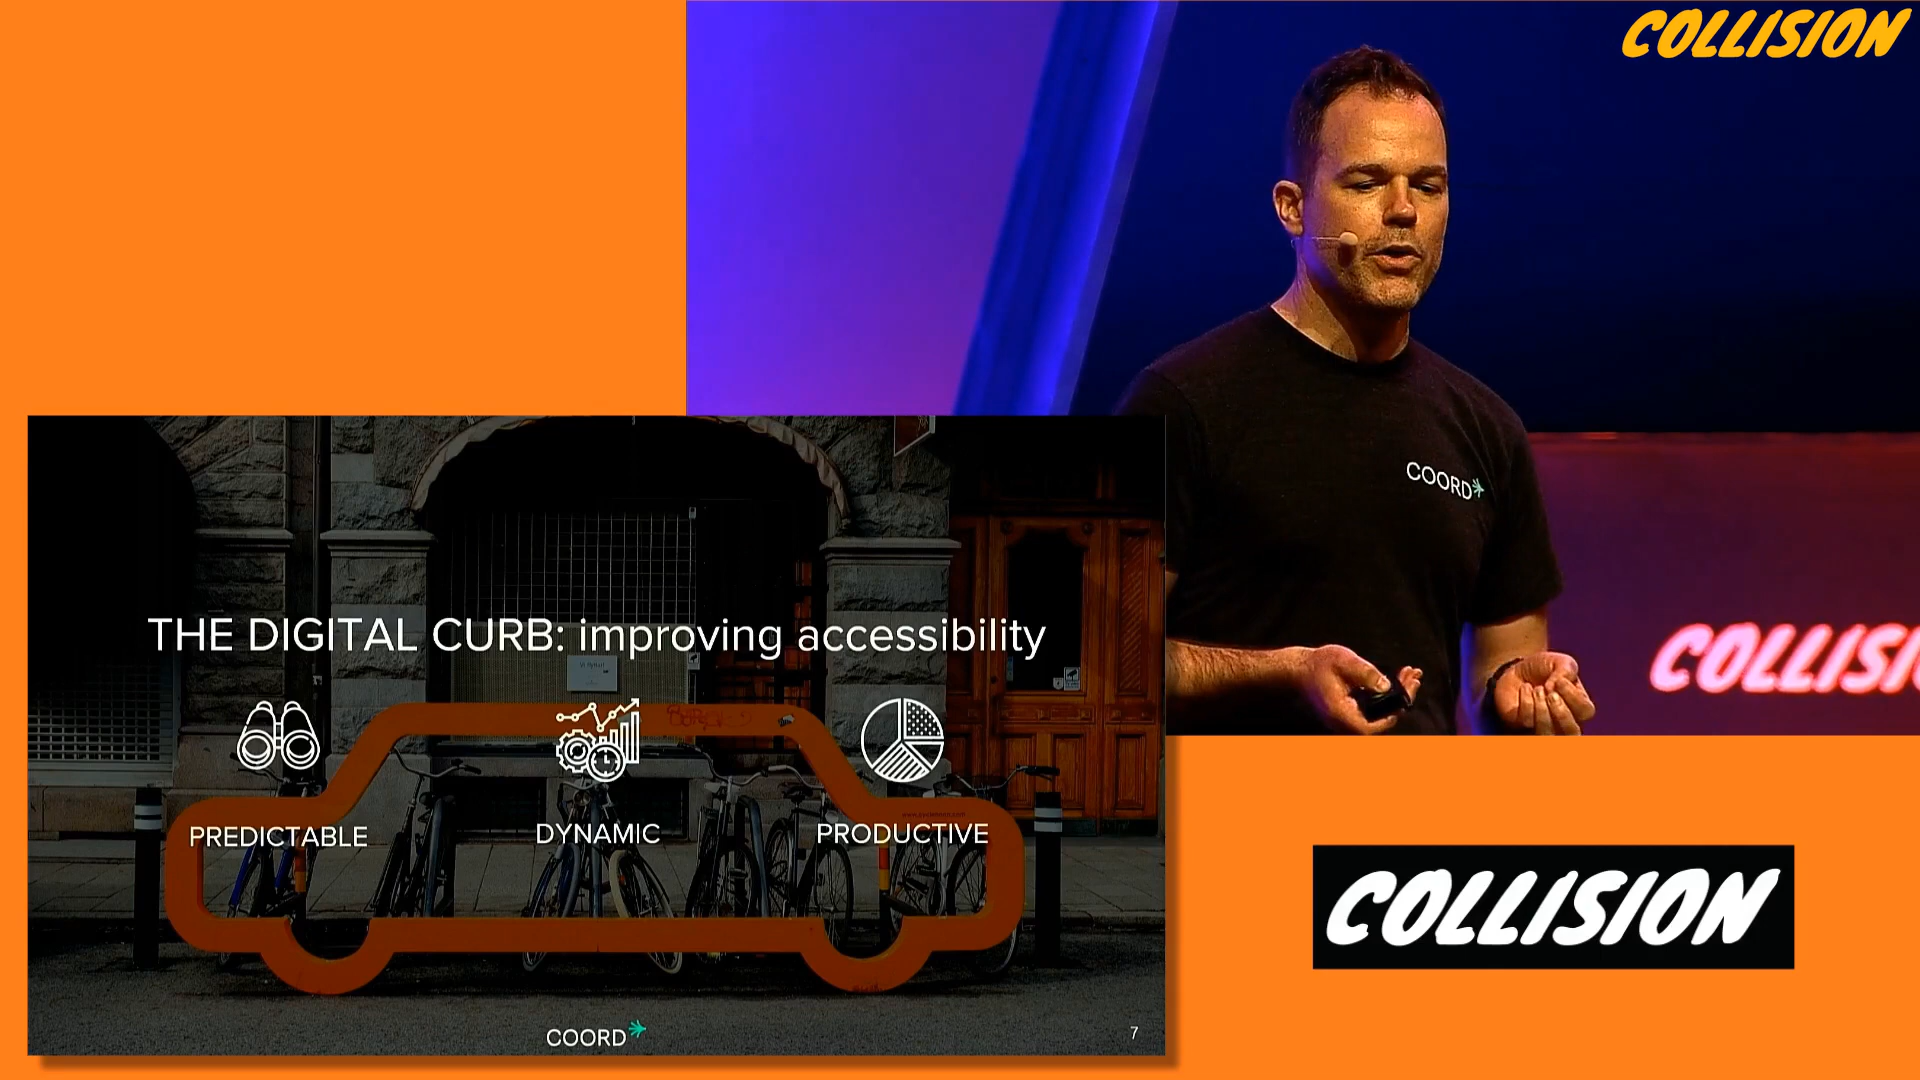 COLLISION
COORD
COLLISI
THE DIGITAL CURB: improving accessibility
PREDICTABLE
DYNAMIC
PRODUCTIVE
COORD
7
COLLISION